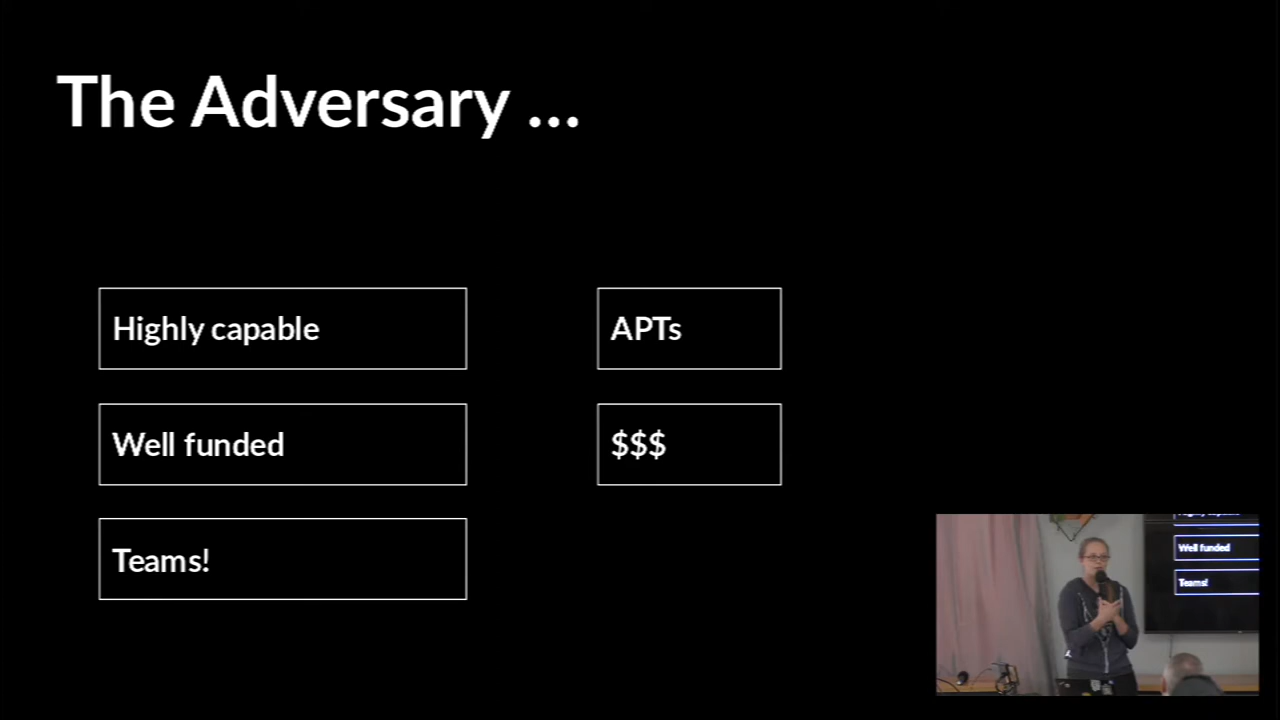 The Adversary ...
Highly capable
APTs
Well funded
$$$
Teams!
Well funded
Teams!